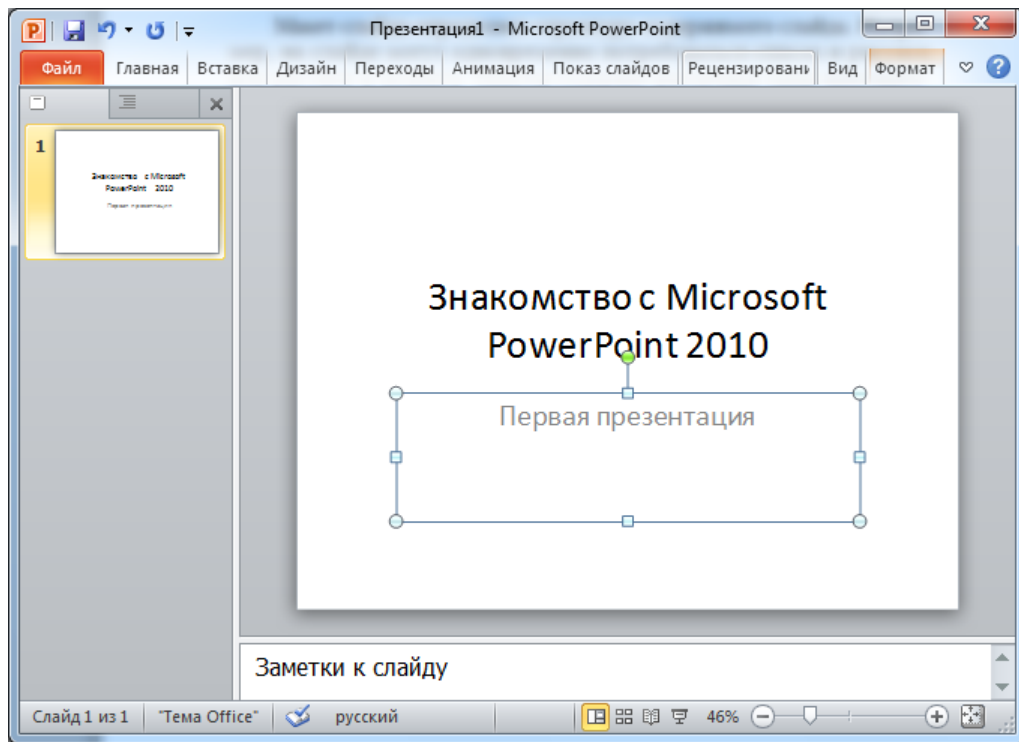 Презентация1 - Microsoft PowerPoint
Файл Главная Вставка Дизайн Переходы Анимация Показ слайдов Рецензировани Вид Формат
1
Знакомство с Microsoft
PowerPoint 2010
Первая презентация
Знакомство с Microsoft
PowerPoint 2010
Первая презентация
Заметки к слайду
Слайд 1 из 1 "Тема Office" русский 46%